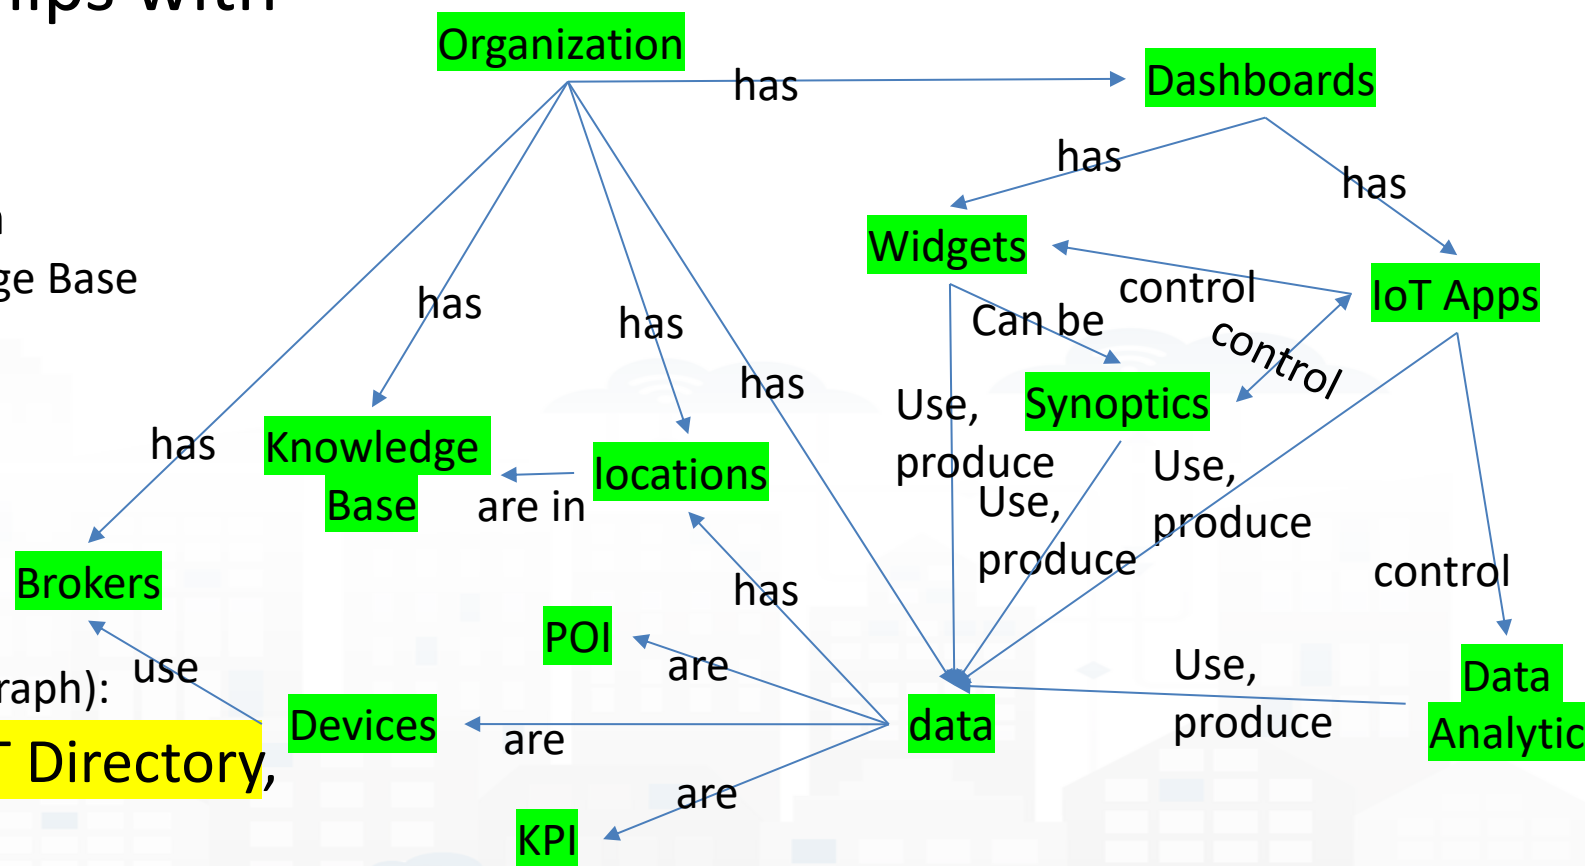 Organization
has
Dashboards
has
has
Widgets
control
IoT Apps
ge Base
has
has
Can be
control
has
Use,
produce
Synoptics
has
Knowledge
Base
locations
are in
Use,
produce
Use,
produce
Brokers
has
control
POI
are
use
raph):
Devices
are
data
Use,
produce
Data
Analytic
T Directory,
are
KPI